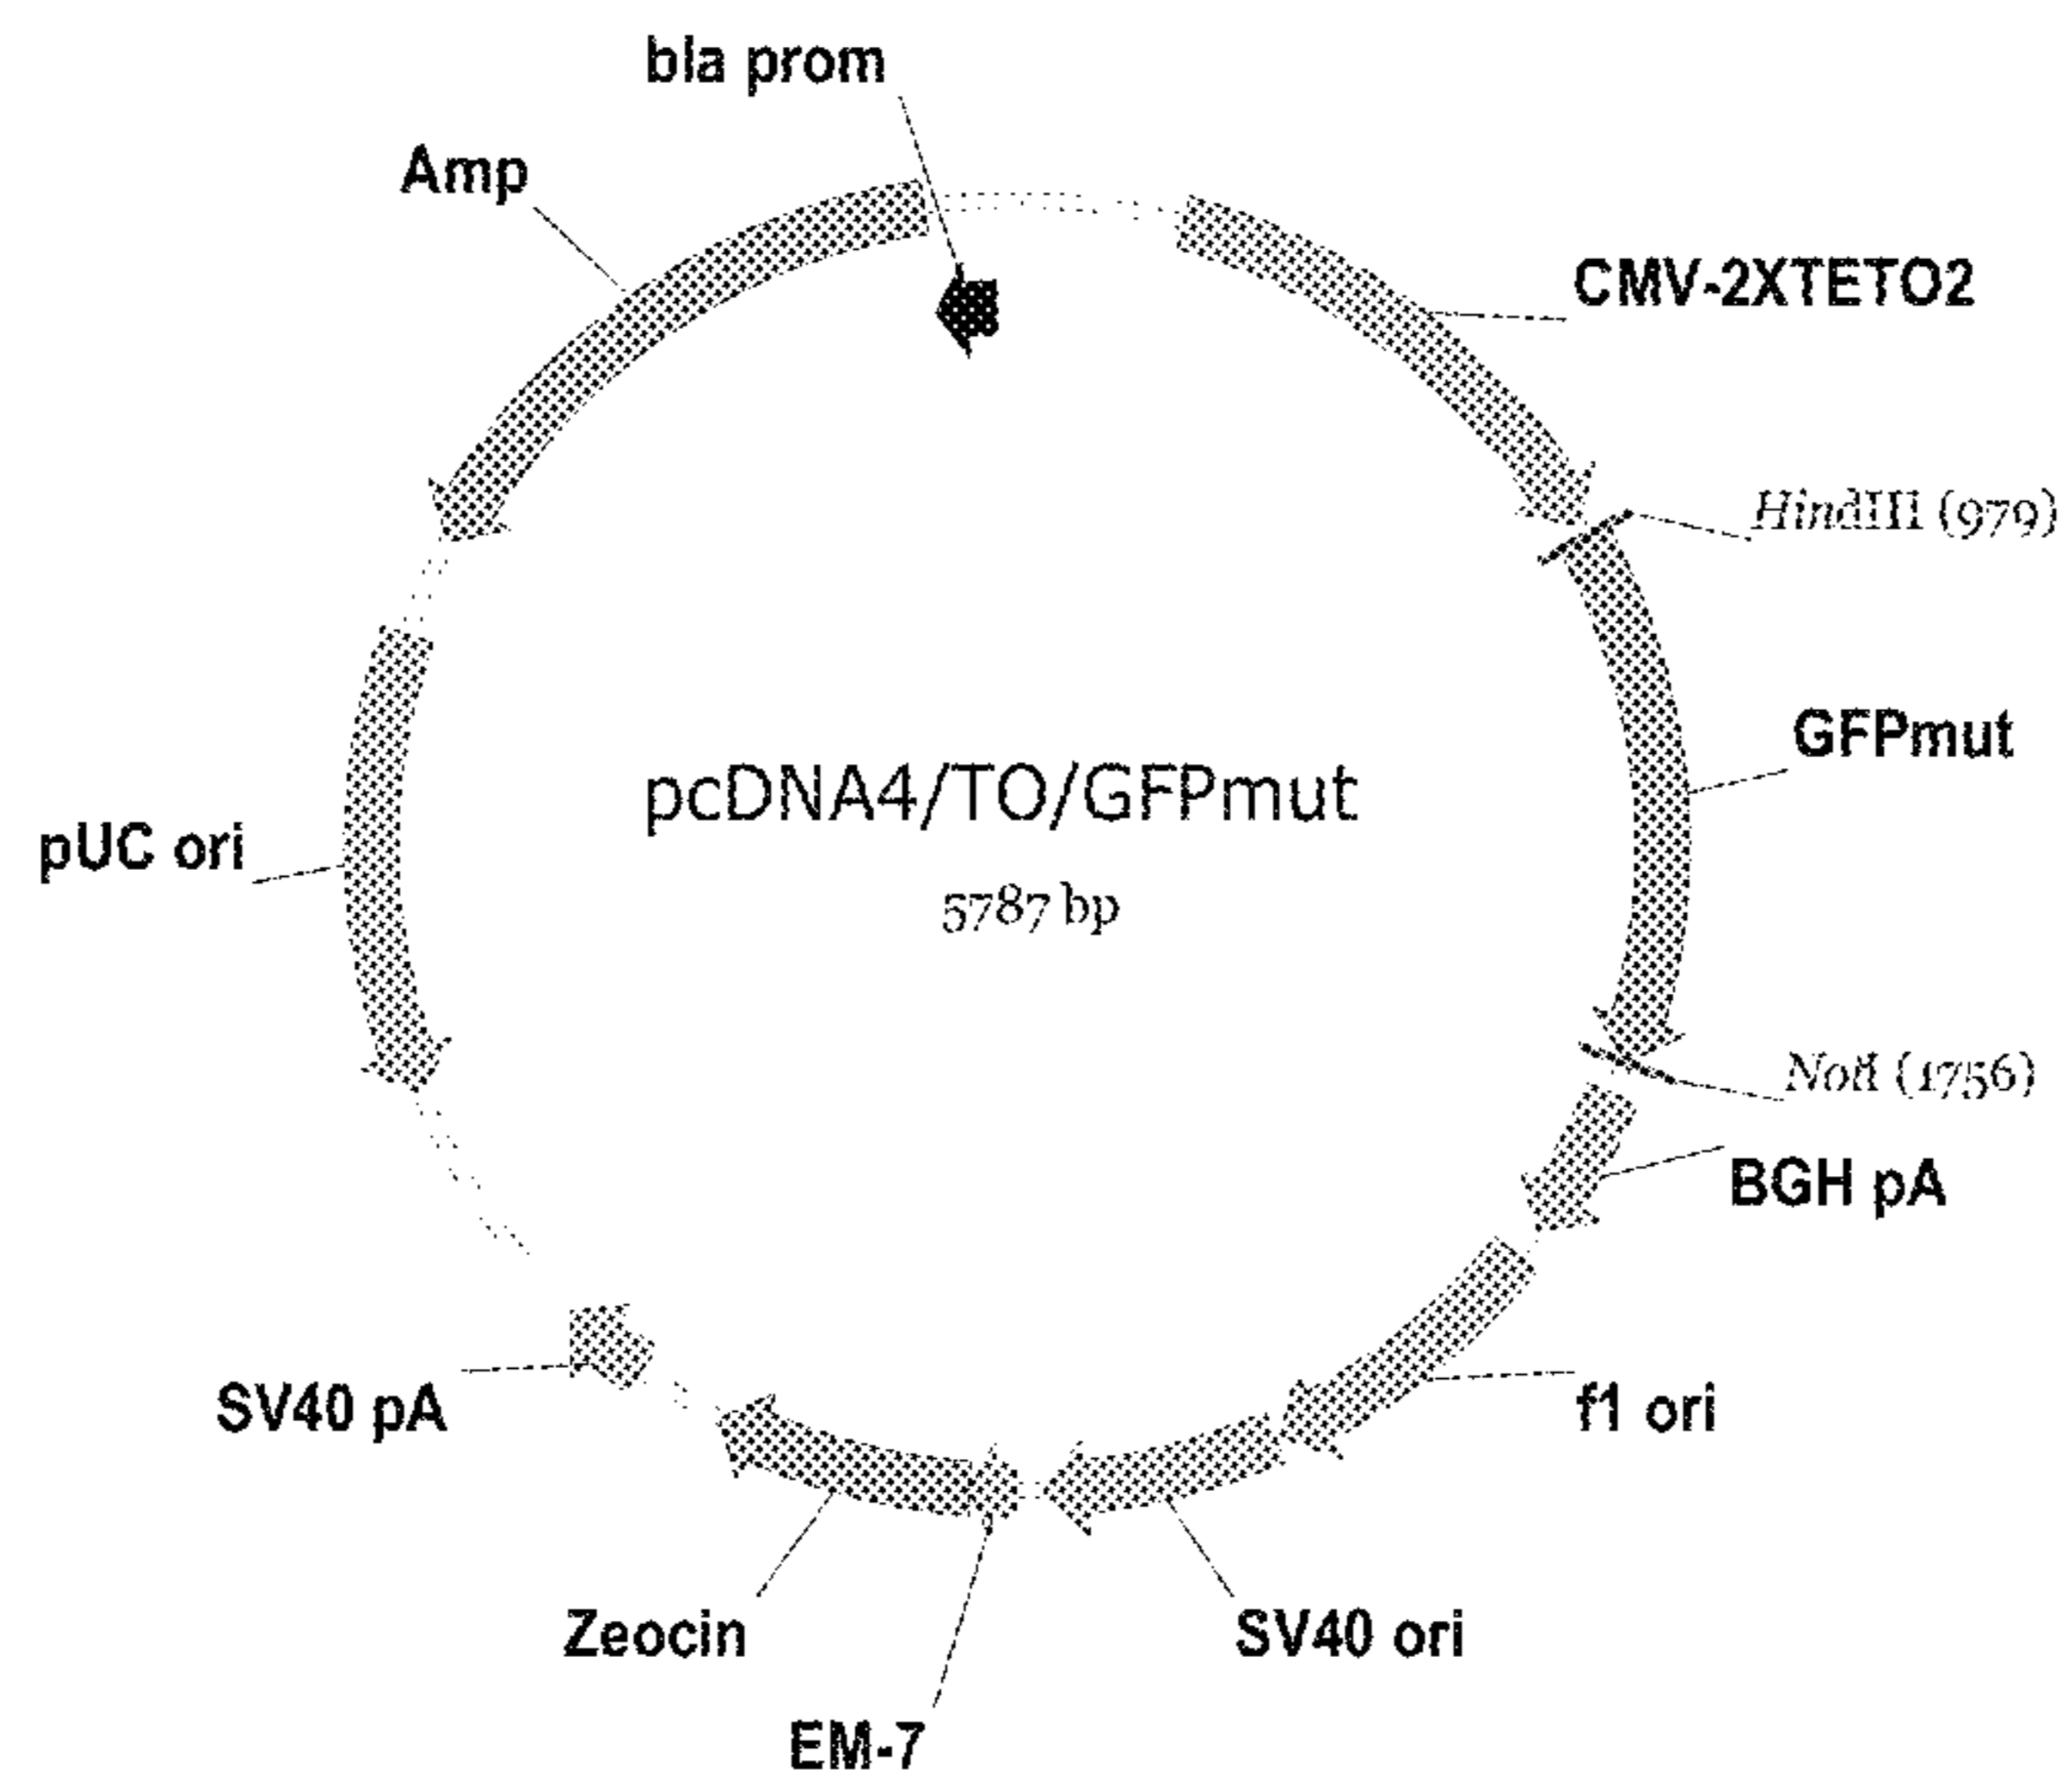 bla prom
Amp
CMV-2XTETO2
HindIII (979)
GFPmut
pcDNA4/TO/GFPmut
pUC ori
5787 bp
NotI (1756)
BGH pA
SV40 pA
f1 ori
Zeocin
SV40 ori
EM-7